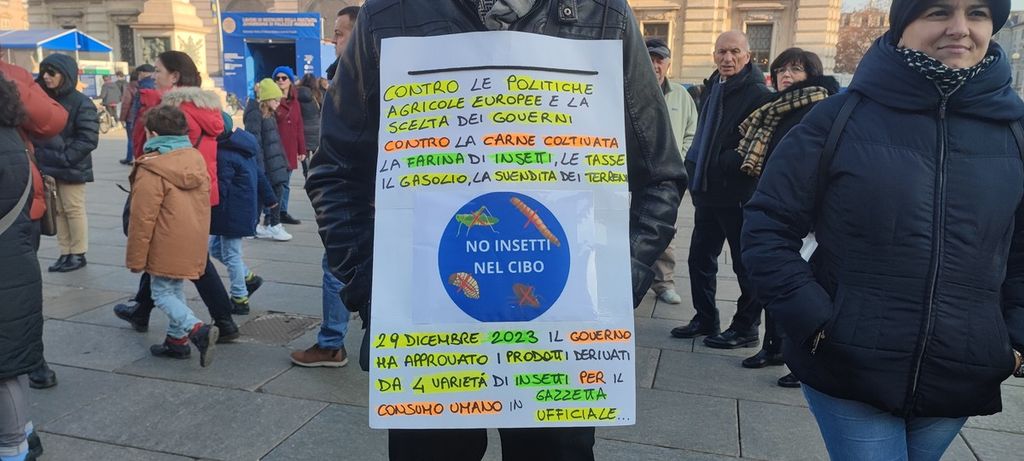 CONTRO LE POLITICHE
AGRICOLE EUROPEE E LA
SCELTA DEI GOVERNI
CONTRO LA CARNE COLTIVATA
LA FARINA DI INSETTI, LE TASSE
IL GASOLIO, LA SVENDITA DEI TERRENI
NO INSETTI
NEL CIBO
29 DICEMBRE 2023 IL GOVERNO
HA APPROVATO I PRODOTTI DERIVATI
DA 4 VARIETÁ DI INSETTI PER IL
CONSUMO UMANO IN GAZZETTA
UFFICIALE...